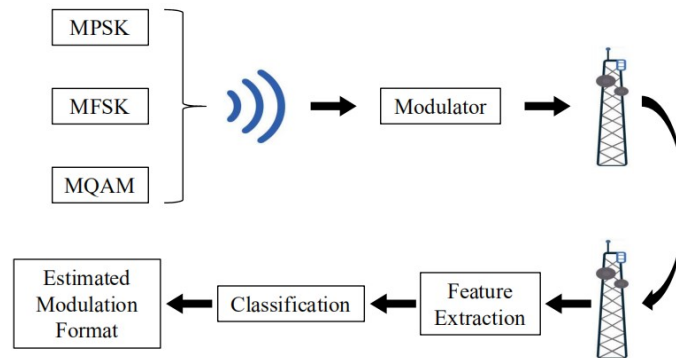 MPSK
MFSK
MQAM
Modulator
Estimated
Modulation
Format
Classification
Feature
Extraction